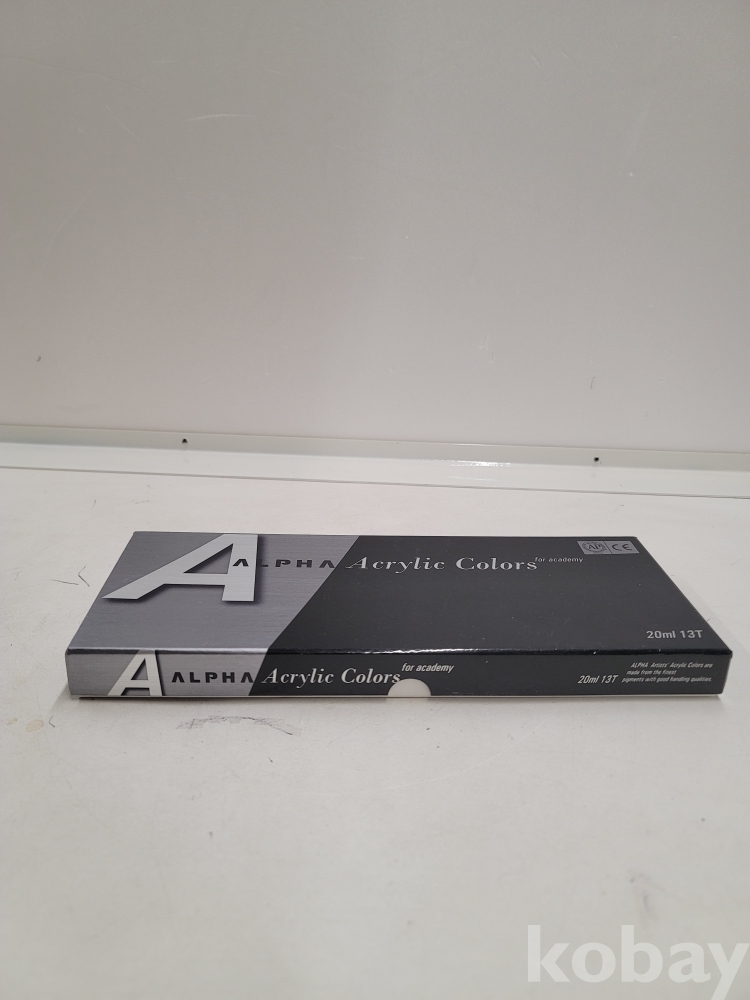 A ALPHA Acrylic Colors for academy
AP CE
20ml 13T
A ALPHA Acrylic Colors for academy
20ml 13T
ALPHA Artists' Acrylic Colors are
made from the finest
pigments with good handling qualities.
kobay